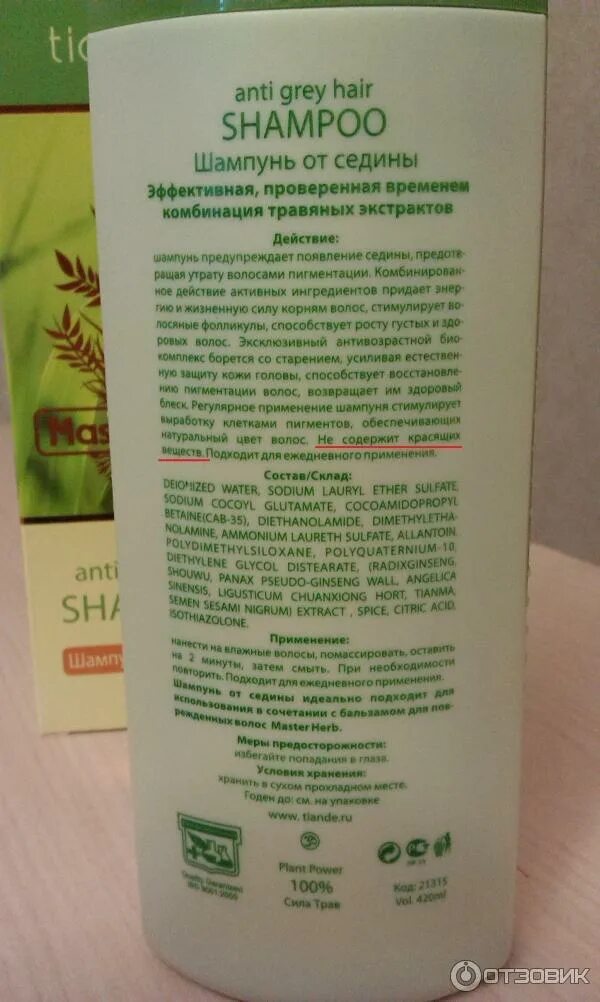 tia
anti grey hair
SHAMPOO
Шампунь от седины
Эффективная, проверенная временем
комбинация травяных экстрактов
Действие:
шампунь предупреждает появление седины, предотв-
ращая утрату волосами пигментации. Комбинирован-
ное действие активных ингредиентов придает энер-
гию и жизненную силу корням волос, стимулирует во-
лосяные фолликулы, способствует росту густых и здо-
ровых волос. Эксклюзивный антивозрастной био-
комплекс борется со старением, усиливая естествен-
ную защиту кожи головы, способствует восстановле-
нию пигментации волос, возвращает им здоровый
блеск. Регулярное применение шампуня стимулирует
выработку клетками пигментов, обеспечивающих
натуральный цвет волос. Не содержит красящих
веществ. Подходит для ежедневного применения.
Состав/Склад:
DEIONIZED WATER, SODIUM LAURYL ETHER SULFATE,
SODIUM COCOYL GLUTAMATE, COCOAMIDOPROPYL
BETAINE(CAB-35), DIETHANOLAMIDE, DIMETHYLETHA-
NOLAMINE, AMMONIUM LAURETH SULFATE, ALLANTOIN,
POLYDIMETHYLSILOXANE, POLYQUATERNIUM-10,
DIETHYLENE GLYCOL DISTEARATE, (RADIXGINSENG,
SHOUWU, PANAX PSEUDO-GINSENG WALL, ANGELICA
SINENSIS, LIGUSTICUM CHUANXIONG HORT, TIANMA,
SEMEN SESAMI NIGRUM) EXTRACT , SPICE, CITRIC ACID,
ISOTHIAZOLONE.
Применение:
нанести на влажные волосы, помассировать, оставить
на 2 минуты, затем смыть. При необходимости
повторить. Подходит для ежедневного применения.
Шампунь от седины идеально подходит для
использования в сочетании с бальзамом для пов-
режденных волос Master Herb.
Меры предосторожности:
избегайте попадания в глаза.
Условия хранения:
хранить в сухом прохладном месте.
Годен до: см. на упаковке
www. tiande.ru
Quality Guaranteed
ISO 9001 2000
Plant Power
100%
Сила Трав
Код: 21315
Vol. 420ml
Mas
anti
SHA
Шампу
ОТЗОВИК